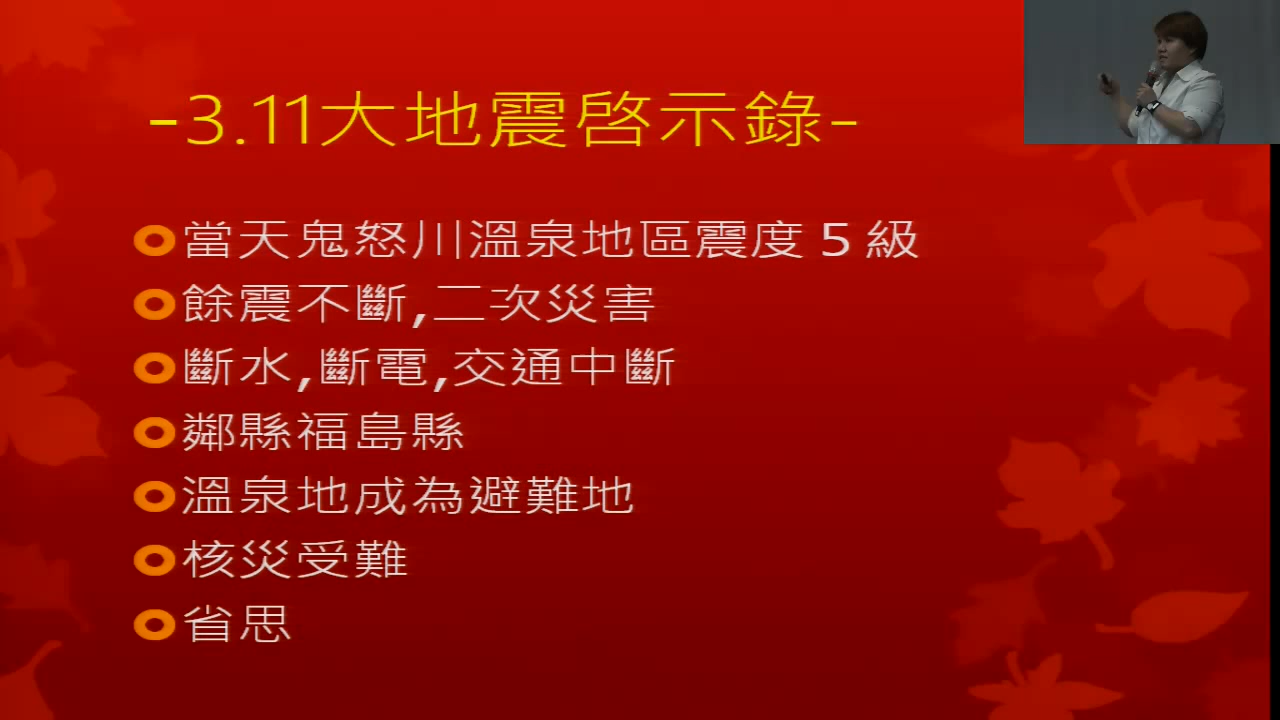 -3.11大地震啓示錄-
當天鬼怒川溫泉地區震度5級
餘震不斷,二次災害
斷水,斷電,交通中斷
鄰縣福島縣
溫泉地成為避難地
核災受難
省思